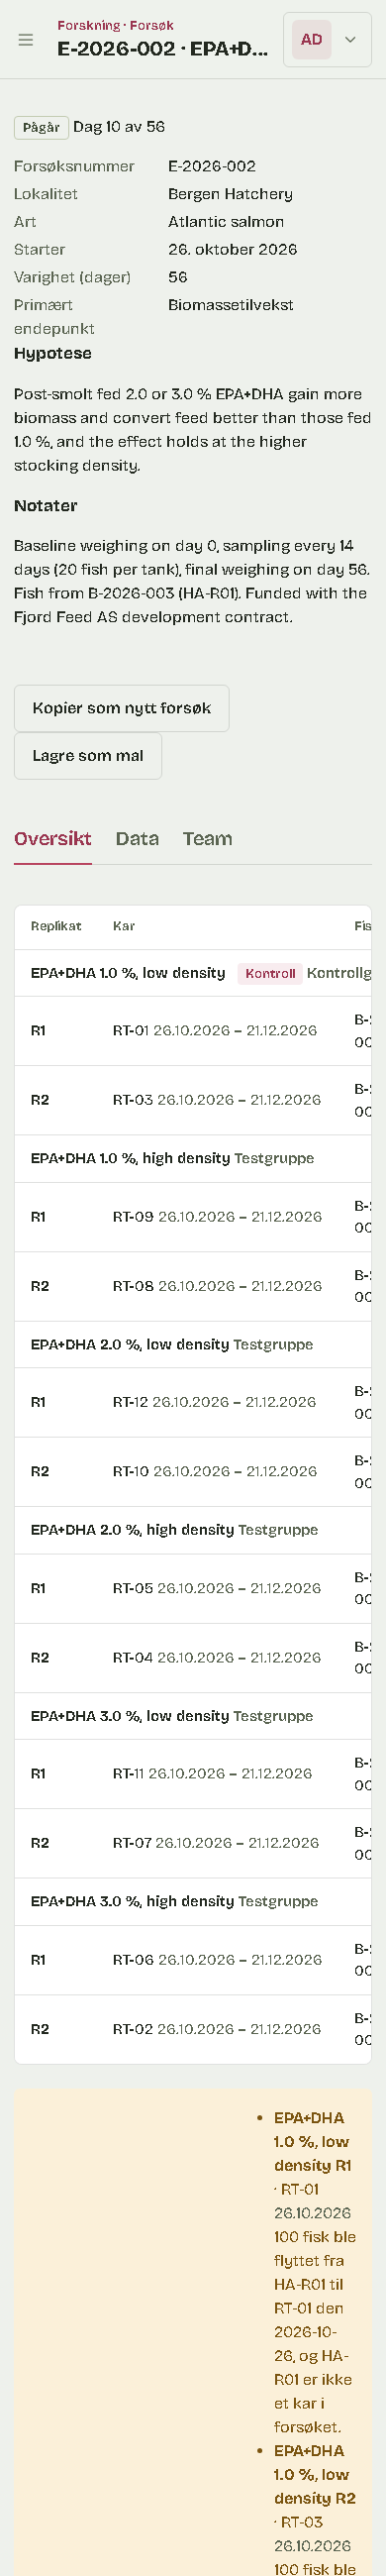 Forskning · Forsøk
E-2026-002 · EPA+D...
AD
Pågår Dag 10 av 56
Forsøksnummer E-2026-002
Lokalitet Bergen Hatchery
Art Atlantic salmon
Starter 26. oktober 2026
Varighet (dager) 56
Primært Biomassetilvekst
endepunkt
Hypotese
Post-smolt fed 2.0 or 3.0 % EPA+DHA gain more
biomass and convert feed better than those fed
1.0 %, and the effect holds at the higher
stocking density.
Notater
Baseline weighing on day 0, sampling every 14
days (20 fish per tank), final weighing on day 56.
Fish from B-2026-003 (HA-R01). Funded with the
Fjord Feed AS development contract.
Kopier som nytt forsøk
Lagre som mal
Oversikt Data Team
Replikat Kar
EPA+DHA 1.0 %, low density Kontroll
R1 RT-01 26.10.2026 – 21.12.2026
R2 RT-03 26.10.2026 – 21.12.2026
EPA+DHA 1.0 %, high density Testgruppe
R1 RT-09 26.10.2026 – 21.12.2026
R2 RT-08 26.10.2026 – 21.12.2026
EPA+DHA 2.0 %, low density Testgruppe
R1 RT-12 26.10.2026 – 21.12.2026
R2 RT-10 26.10.2026 – 21.12.2026
EPA+DHA 2.0 %, high density Testgruppe
R1 RT-05 26.10.2026 – 21.12.2026
R2 RT-04 26.10.2026 – 21.12.2026
EPA+DHA 3.0 %, low density Testgruppe
R1 RT-11 26.10.2026 – 21.12.2026
R2 RT-07 26.10.2026 – 21.12.2026
EPA+DHA 3.0 %, high density Testgruppe
R1 RT-06 26.10.2026 – 21.12.2026
R2 RT-02 26.10.2026 – 21.12.2026
• EPA+DHA
1.0 %, low
density R1
· RT-01
26.10.2026
100 fisk ble
flyttet fra
HA-R01 til
RT-01 den
2026-10-
26, og HA-
R01 er ikke
et kar i
forsøket.
• EPA+DHA
1.0 %, low
density R2
· RT-03
26.10.2026
100 fisk ble